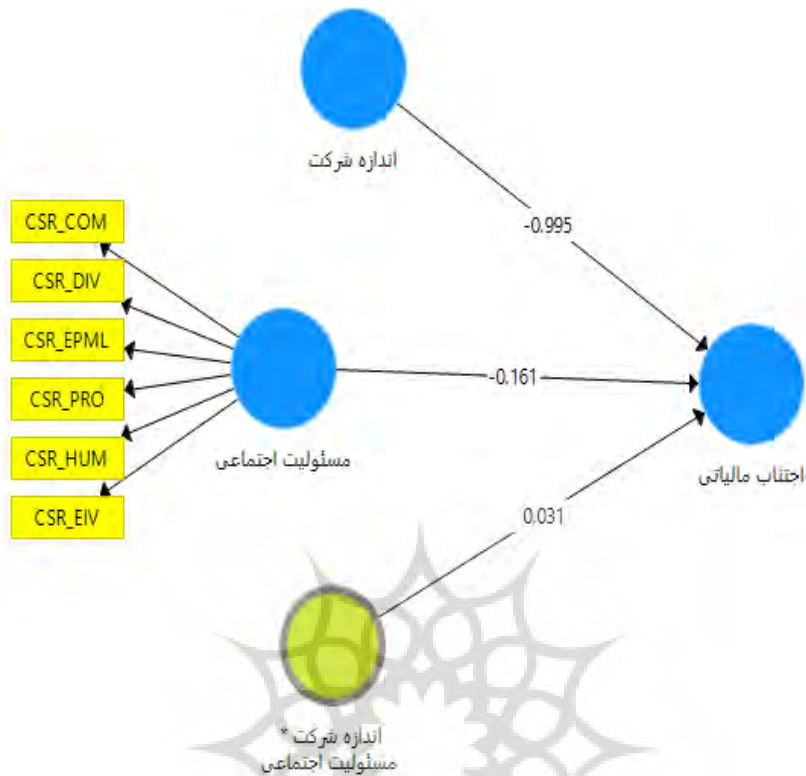 اندازه شرکت
-0.995
CSR_COM
CSR_DIV
CSR_EPML
CSR_PRO
CSR_HUM
CSR_EIV
مسئولیت اجتماعی
-0.161
اجتناب مالیاتی
0.031
اندازه شرکت *
مسئولیت اجتماعی